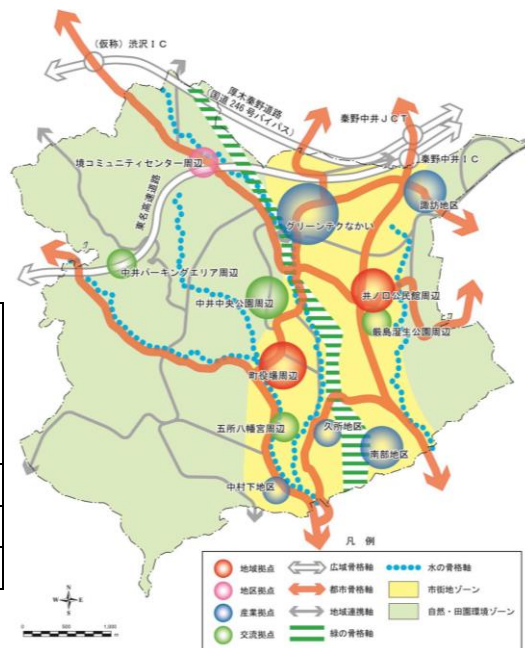 (仮称) 渋沢IC
厚木秦野道路
(国道246号バイパス)
秦野中井JCT
秦野中井IC
境コミュニティセンター周辺
東名高速道路
諏訪地区
グリーンテクなかい
中井パーキングエリア周辺
中井中央公園周辺
井ノ口公民館周辺
厳島湿生公園周辺
町役場周辺
五所八幡宮周辺
久所地区
南部地区
中村下地区
凡 例
地域拠点
広域骨格軸
水の骨格軸
地区拠点
都市骨格軸
市街地ゾーン
産業拠点
地域連携軸
自然・田園環境ゾーン
交流拠点
緑の骨格軸
N
W E
S
0 500 1,000
m